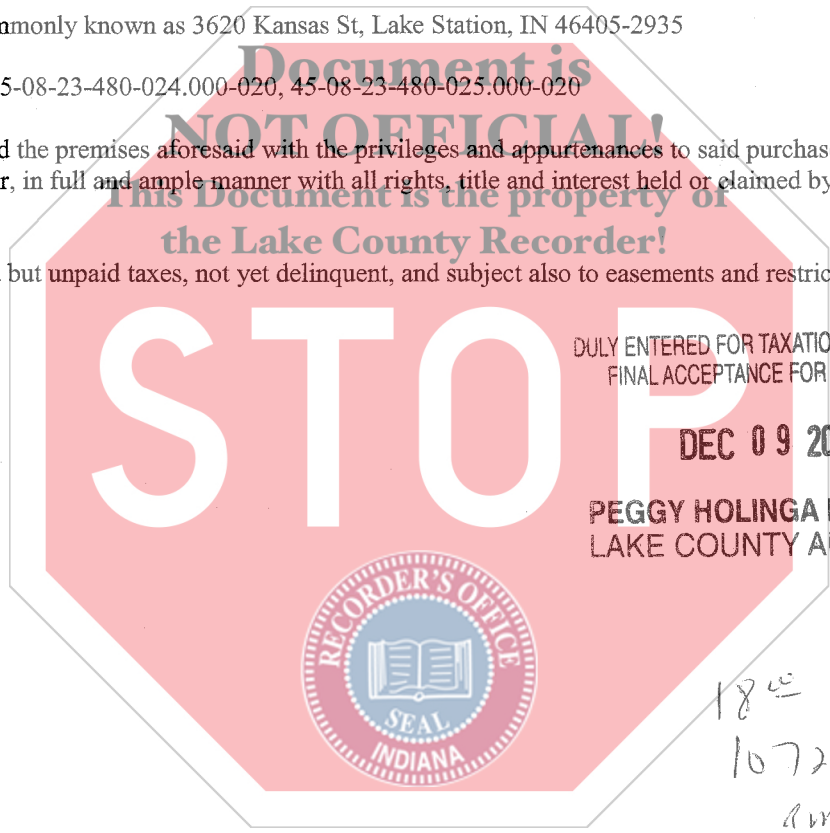 mmonly known as 3620 Kansas St, Lake Station, IN 46405-2935
Document is
5-08-23-480-024.000-020, 45-08-23-480-025.000-020
NOT OFFICIAL!
d the premises aforesaid with the privileges and appurtenances to said purchas
r, in full and ample manner with all rights, title and interest held or claimed by
This Document is the property of
the Lake County Recorder!
but unpaid taxes, not yet delinquent, and subject also to easements and restric
STOP
DULY ENTERED FOR TAXATIO
FINAL ACCEPTANCE FOR
DEC 09 20
PEGGY HOLINGA
LAKE COUNTY A
RECORDER'S OFFICE
SEAL
INDIANA
18 00
1072